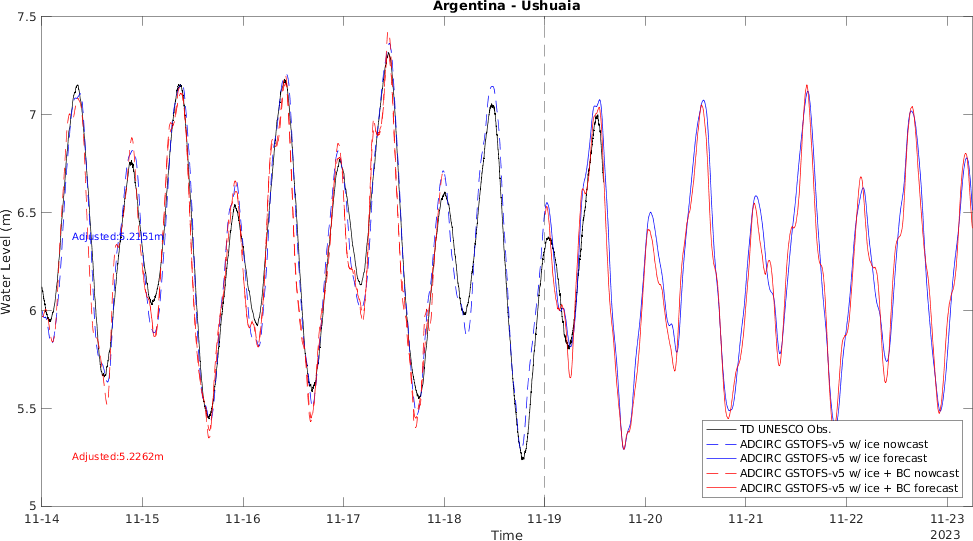 Argentina - Ushuaia
7.5
7
6.5
6
5.5
5
Water Level (m)
Adjusted:5.2151m
Adjusted:5.2262m
TD UNESCO Obs.
ADCIRC GSTOFS-v5 w/ ice nowcast
ADCIRC GSTOFS-v5 w/ ice forecast
ADCIRC GSTOFS-v5 w/ ice + BC nowcast
ADCIRC GSTOFS-v5 w/ ice + BC forecast
11-14 11-15 11-16 11-17 11-18 11-19 11-20 11-21 11-22 11-23
2023
Time